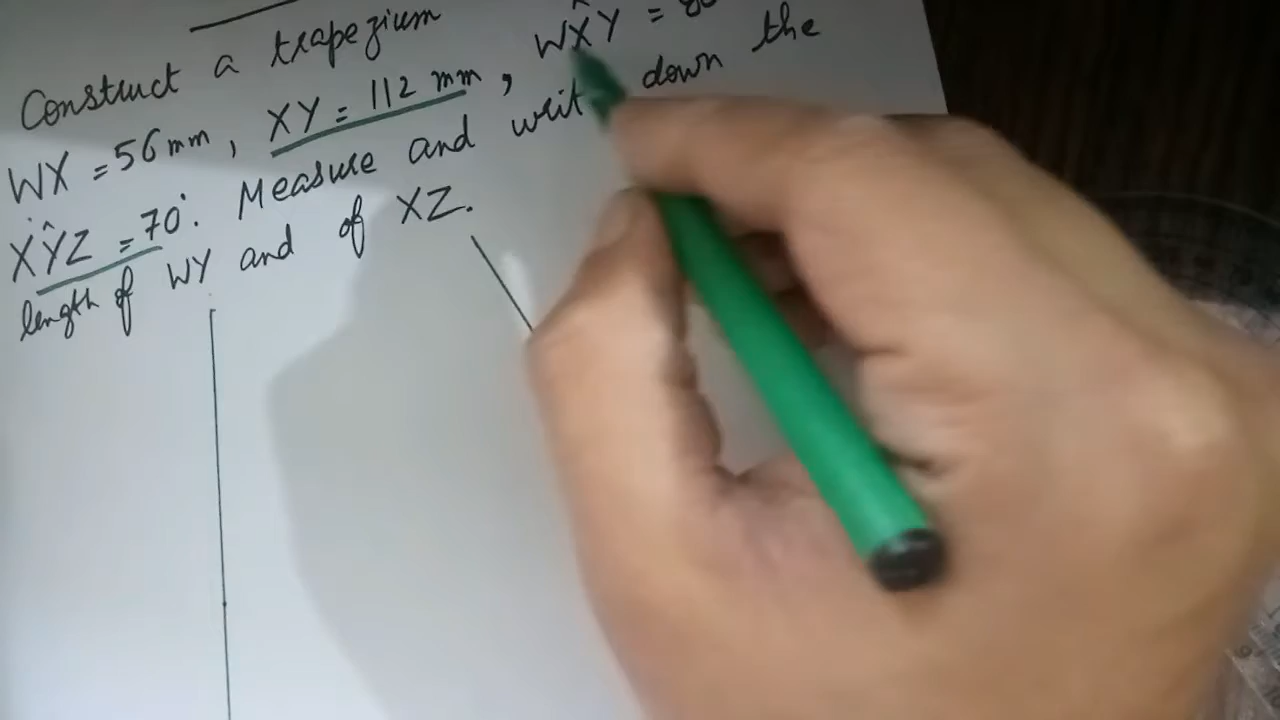 Construct a trapezium
WX = 56 mm, XY = 112 mm, WX̂Y =
XŶZ = 70°. Measure and write down the
length of WY and of XZ.